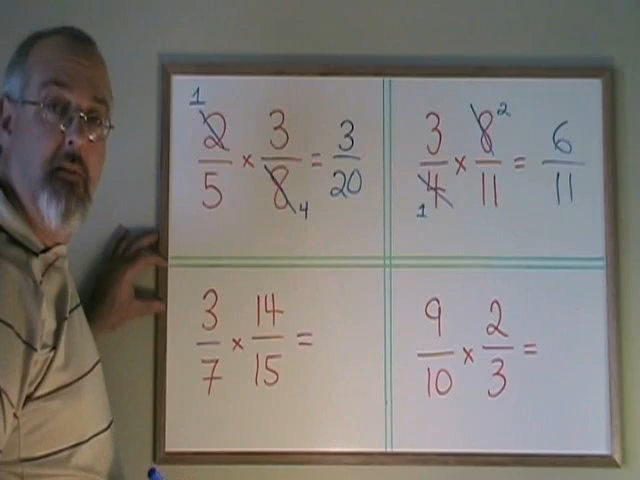 1
2/5 × 3/8 = 3/20
4
3/4 × 8/11 = 6/11
2
1
3/7 × 14/15 =
9/10 × 2/3 =